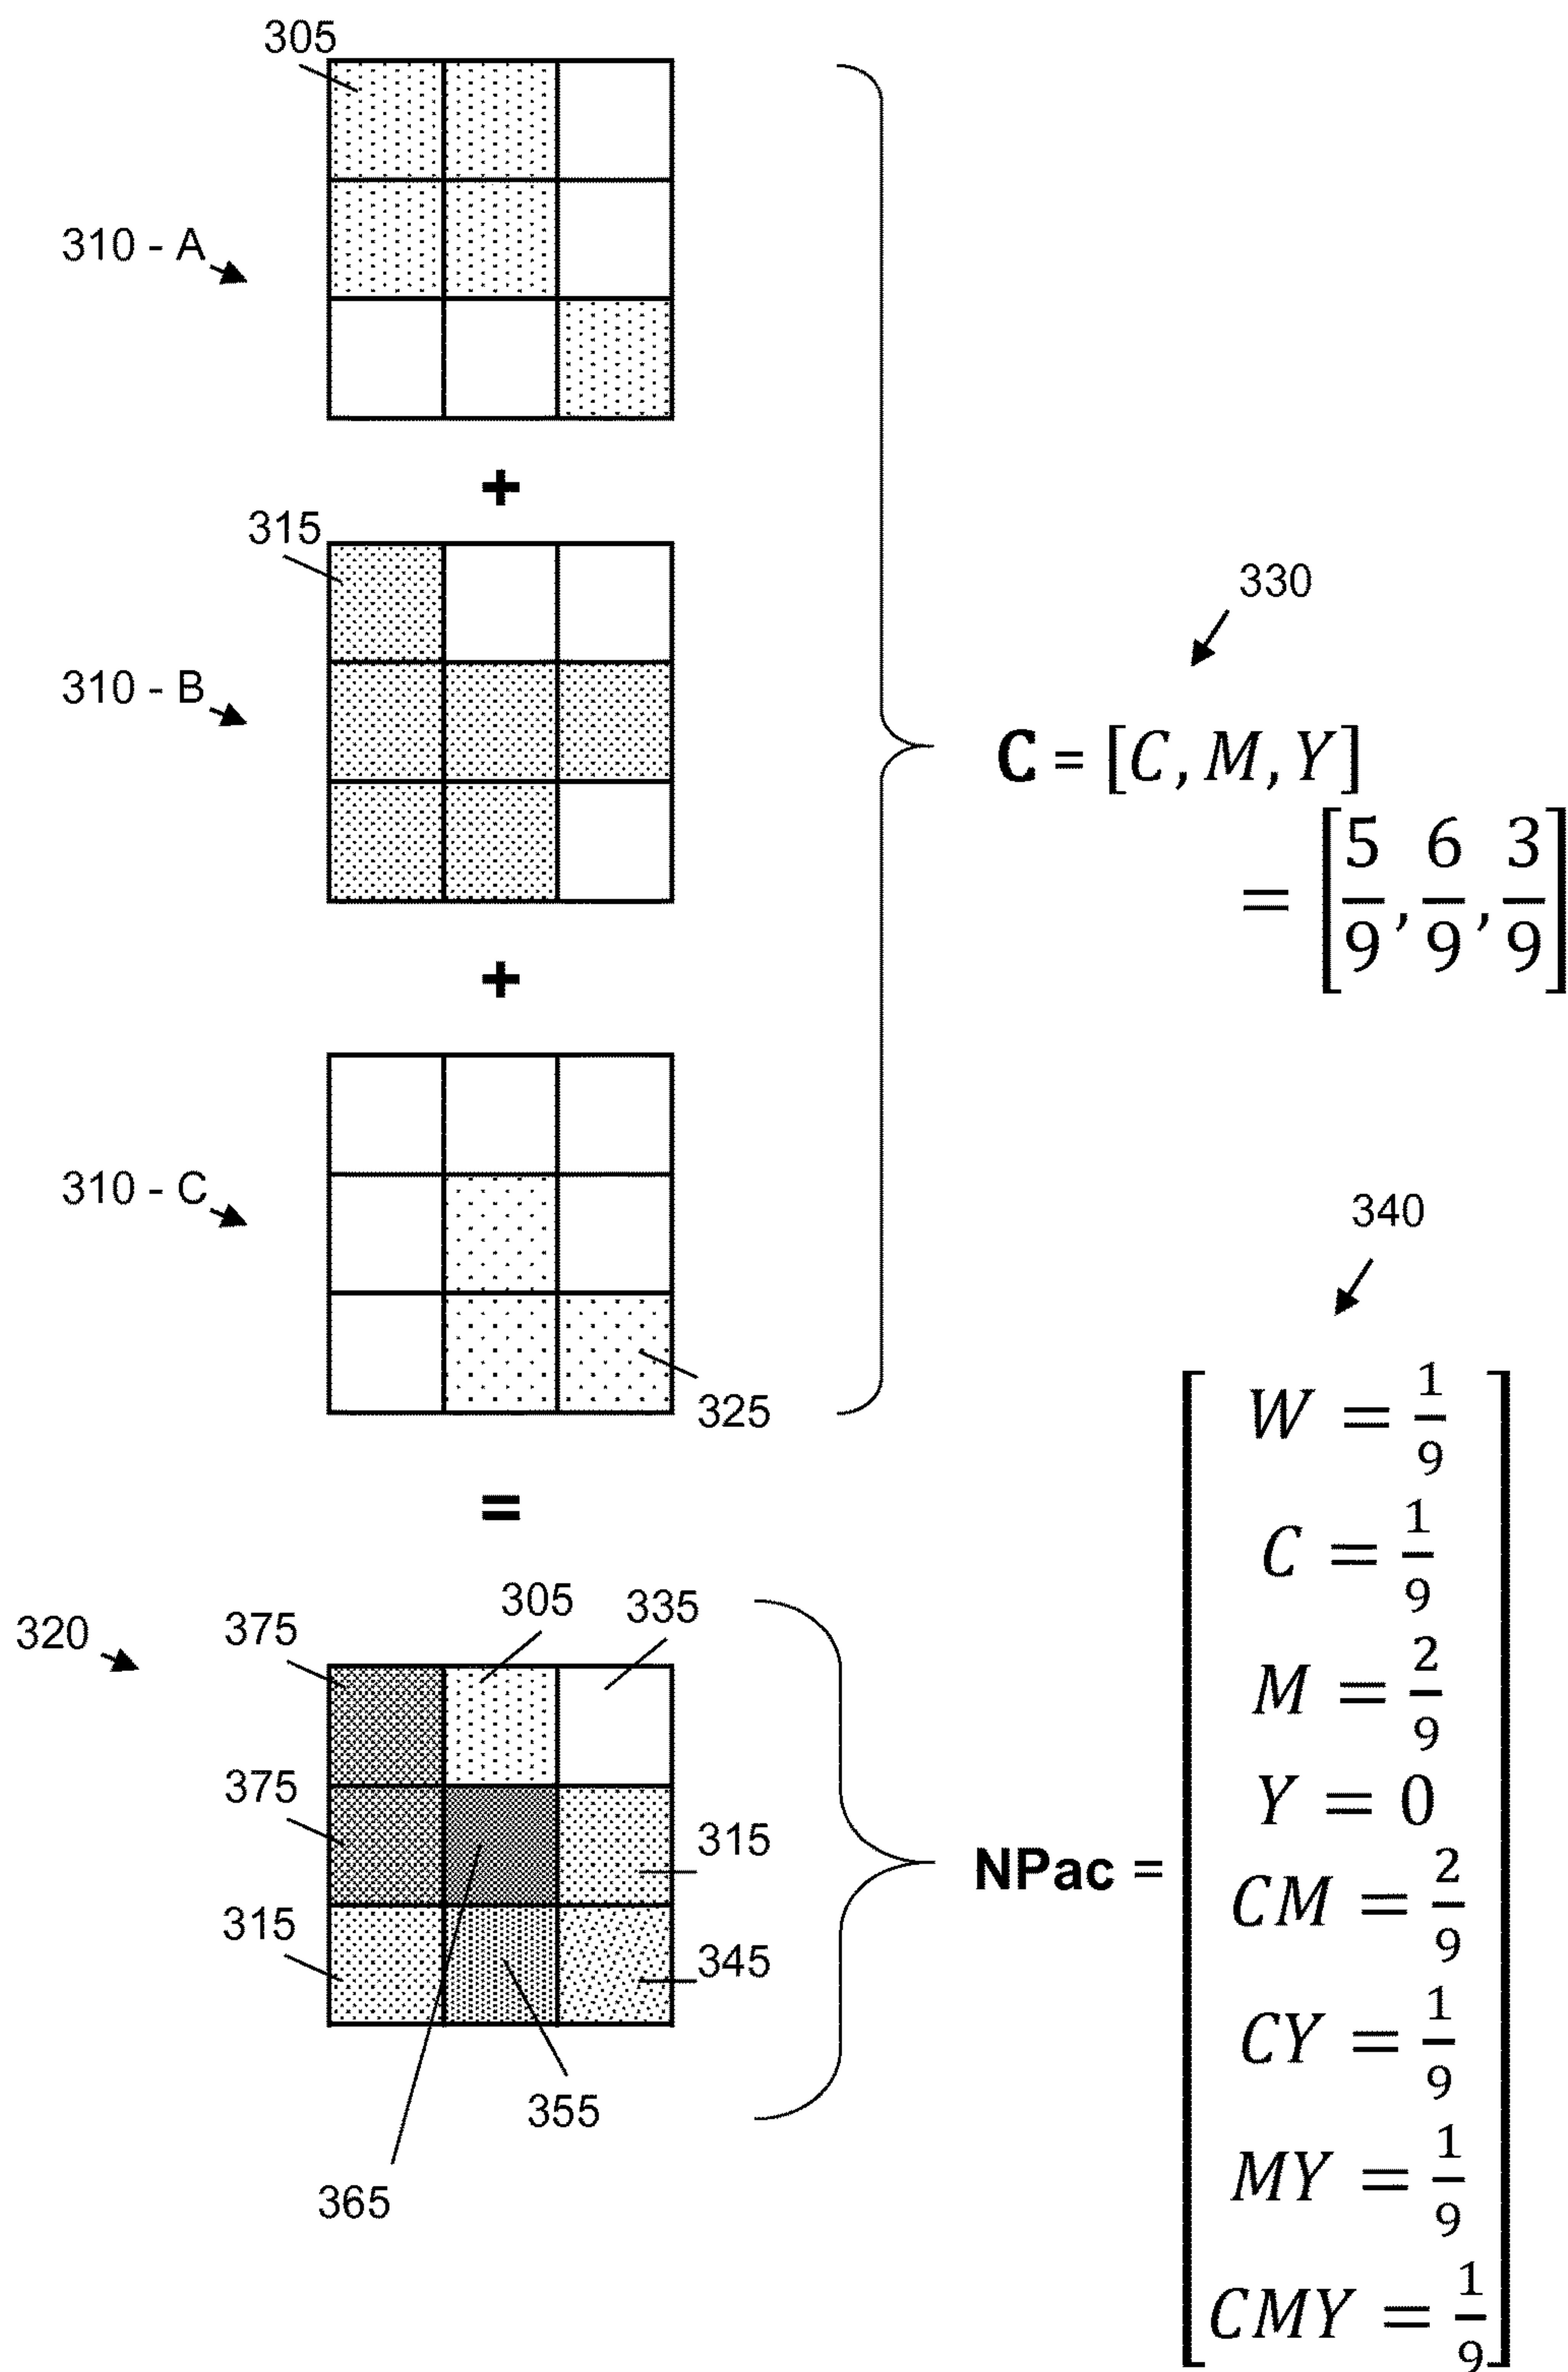 305
310 - A
+
315
310 - B
330
C = [C, M, Y]
= [5/9, 6/9, 3/9]
+
310 - C
325
340
=
320
375
305
335
375
315
315
345
355
365
NPac =
W = 1/9
C = 1/9
M = 2/9
Y = 0
CM = 2/9
CY = 1/9
MY = 1/9
CMY = 1/9